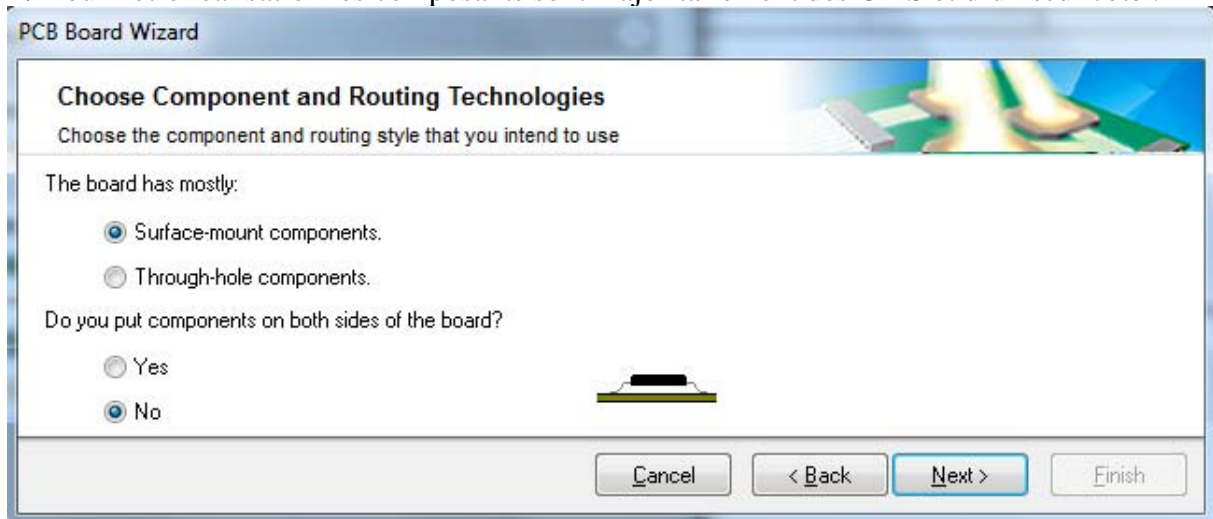 PCB Board Wizard
Choose Component and Routing Technologies
Choose the component and routing style that you intend to use
The board has mostly:
Surface-mount components.
Through-hole components.
Do you put components on both sides of the board?
Yes
No
Cancel
< Back
Next >
Finish